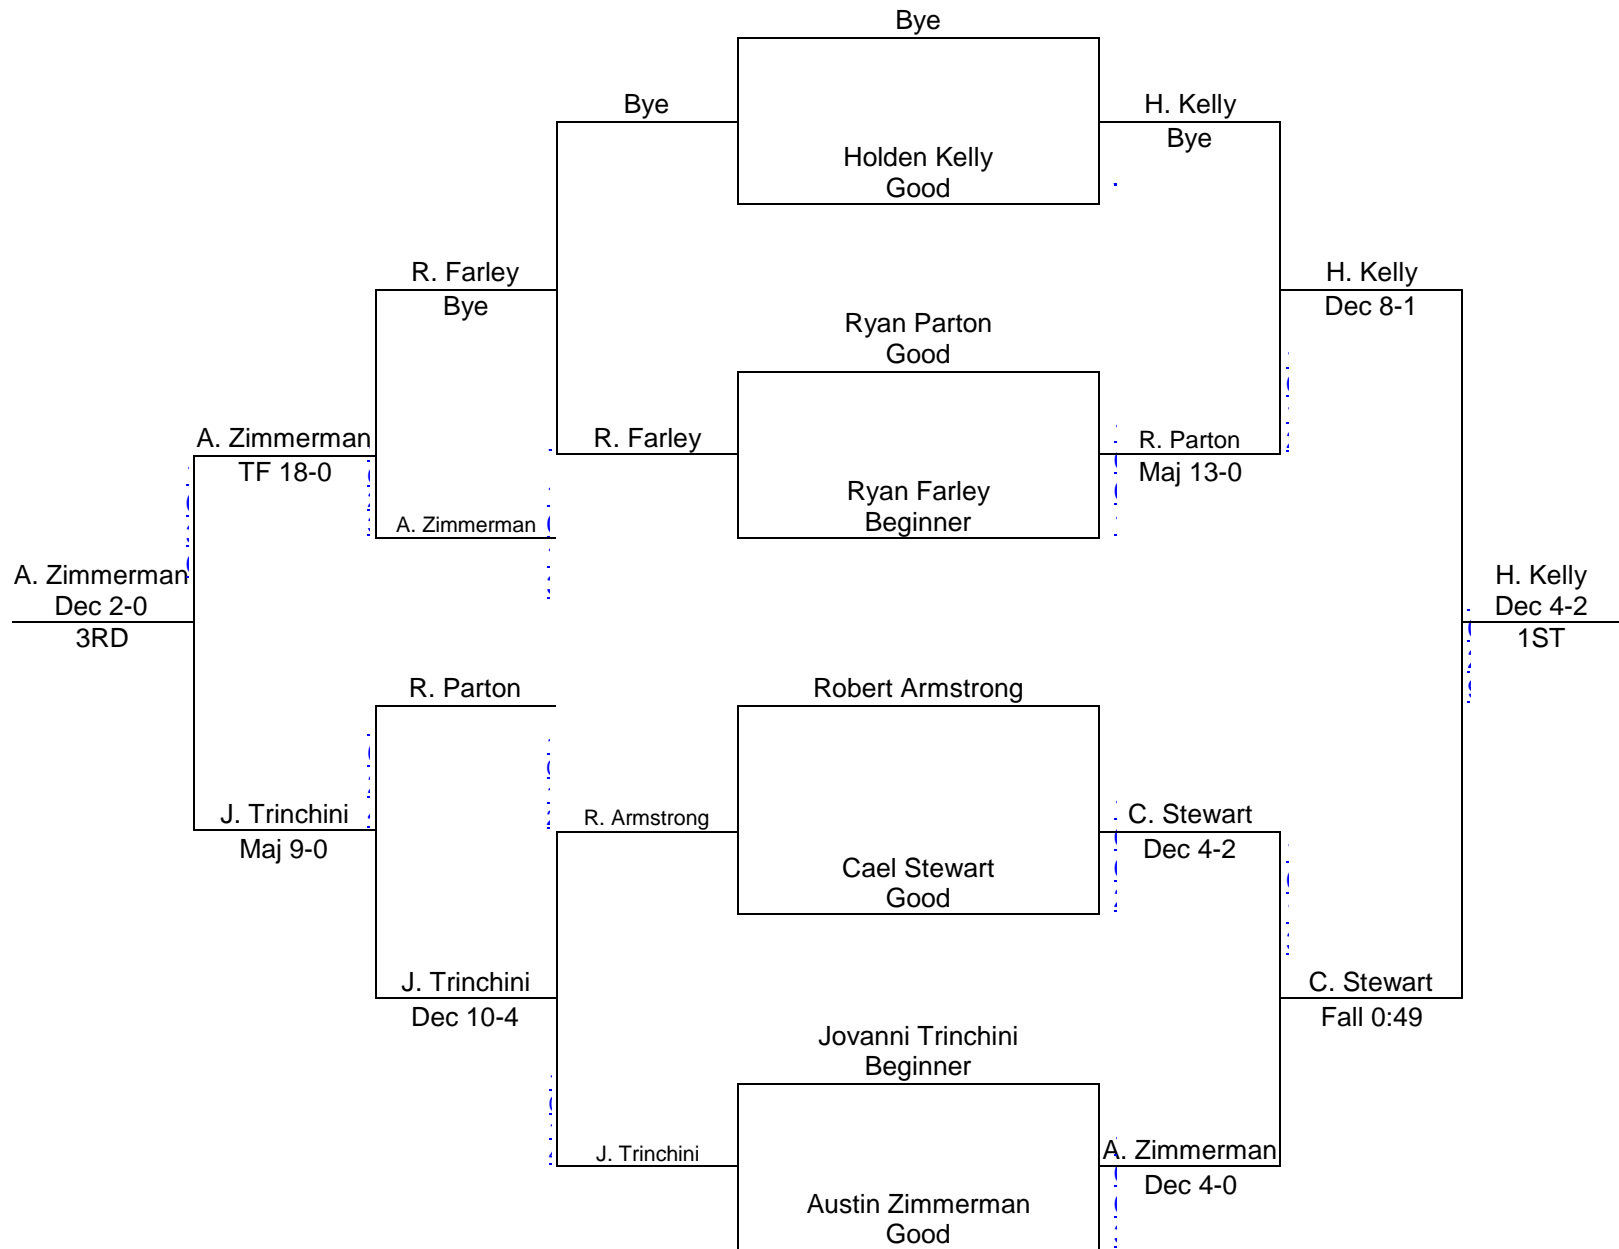 Bye
Bye
H. Kelly
Bye
Holden Kelly
Good
R. Farley
Bye
H. Kelly
Dec 8-1
Ryan Parton
Good
A. Zimmerman
TF 18-0
R. Farley
R. Parton
Maj 13-0
Ryan Farley
Beginner
A. Zimmerman
A. Zimmerman
Dec 2-0
3RD
H. Kelly
Dec 4-2
1ST
R. Parton
Robert Armstrong
J. Trinchini
Maj 9-0
R. Armstrong
C. Stewart
Dec 4-2
Cael Stewart
Good
J. Trinchini
Dec 10-4
C. Stewart
Fall 0:49
Jovanni Trinchini
Beginner
J. Trinchini
A. Zimmerman
Dec 4-0
Austin Zimmerman
Good